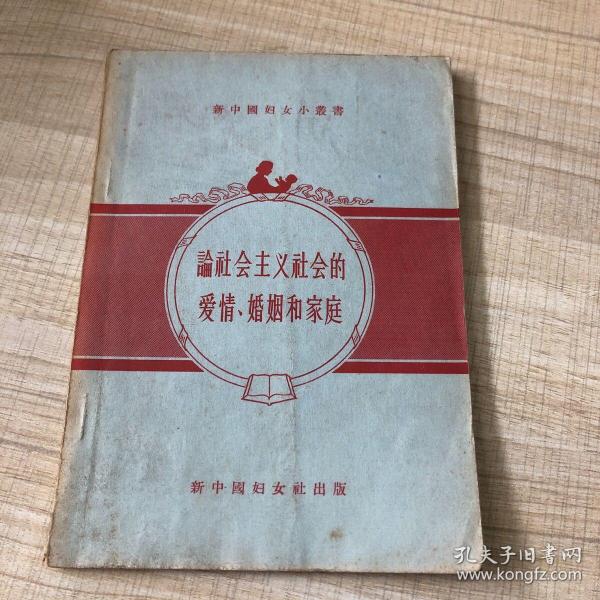 新中國妇女小叢書
論社会主义社会的
爱情、婚姻和家庭
新中國妇女社出版
孔夫子旧书网
www.kongfz.com